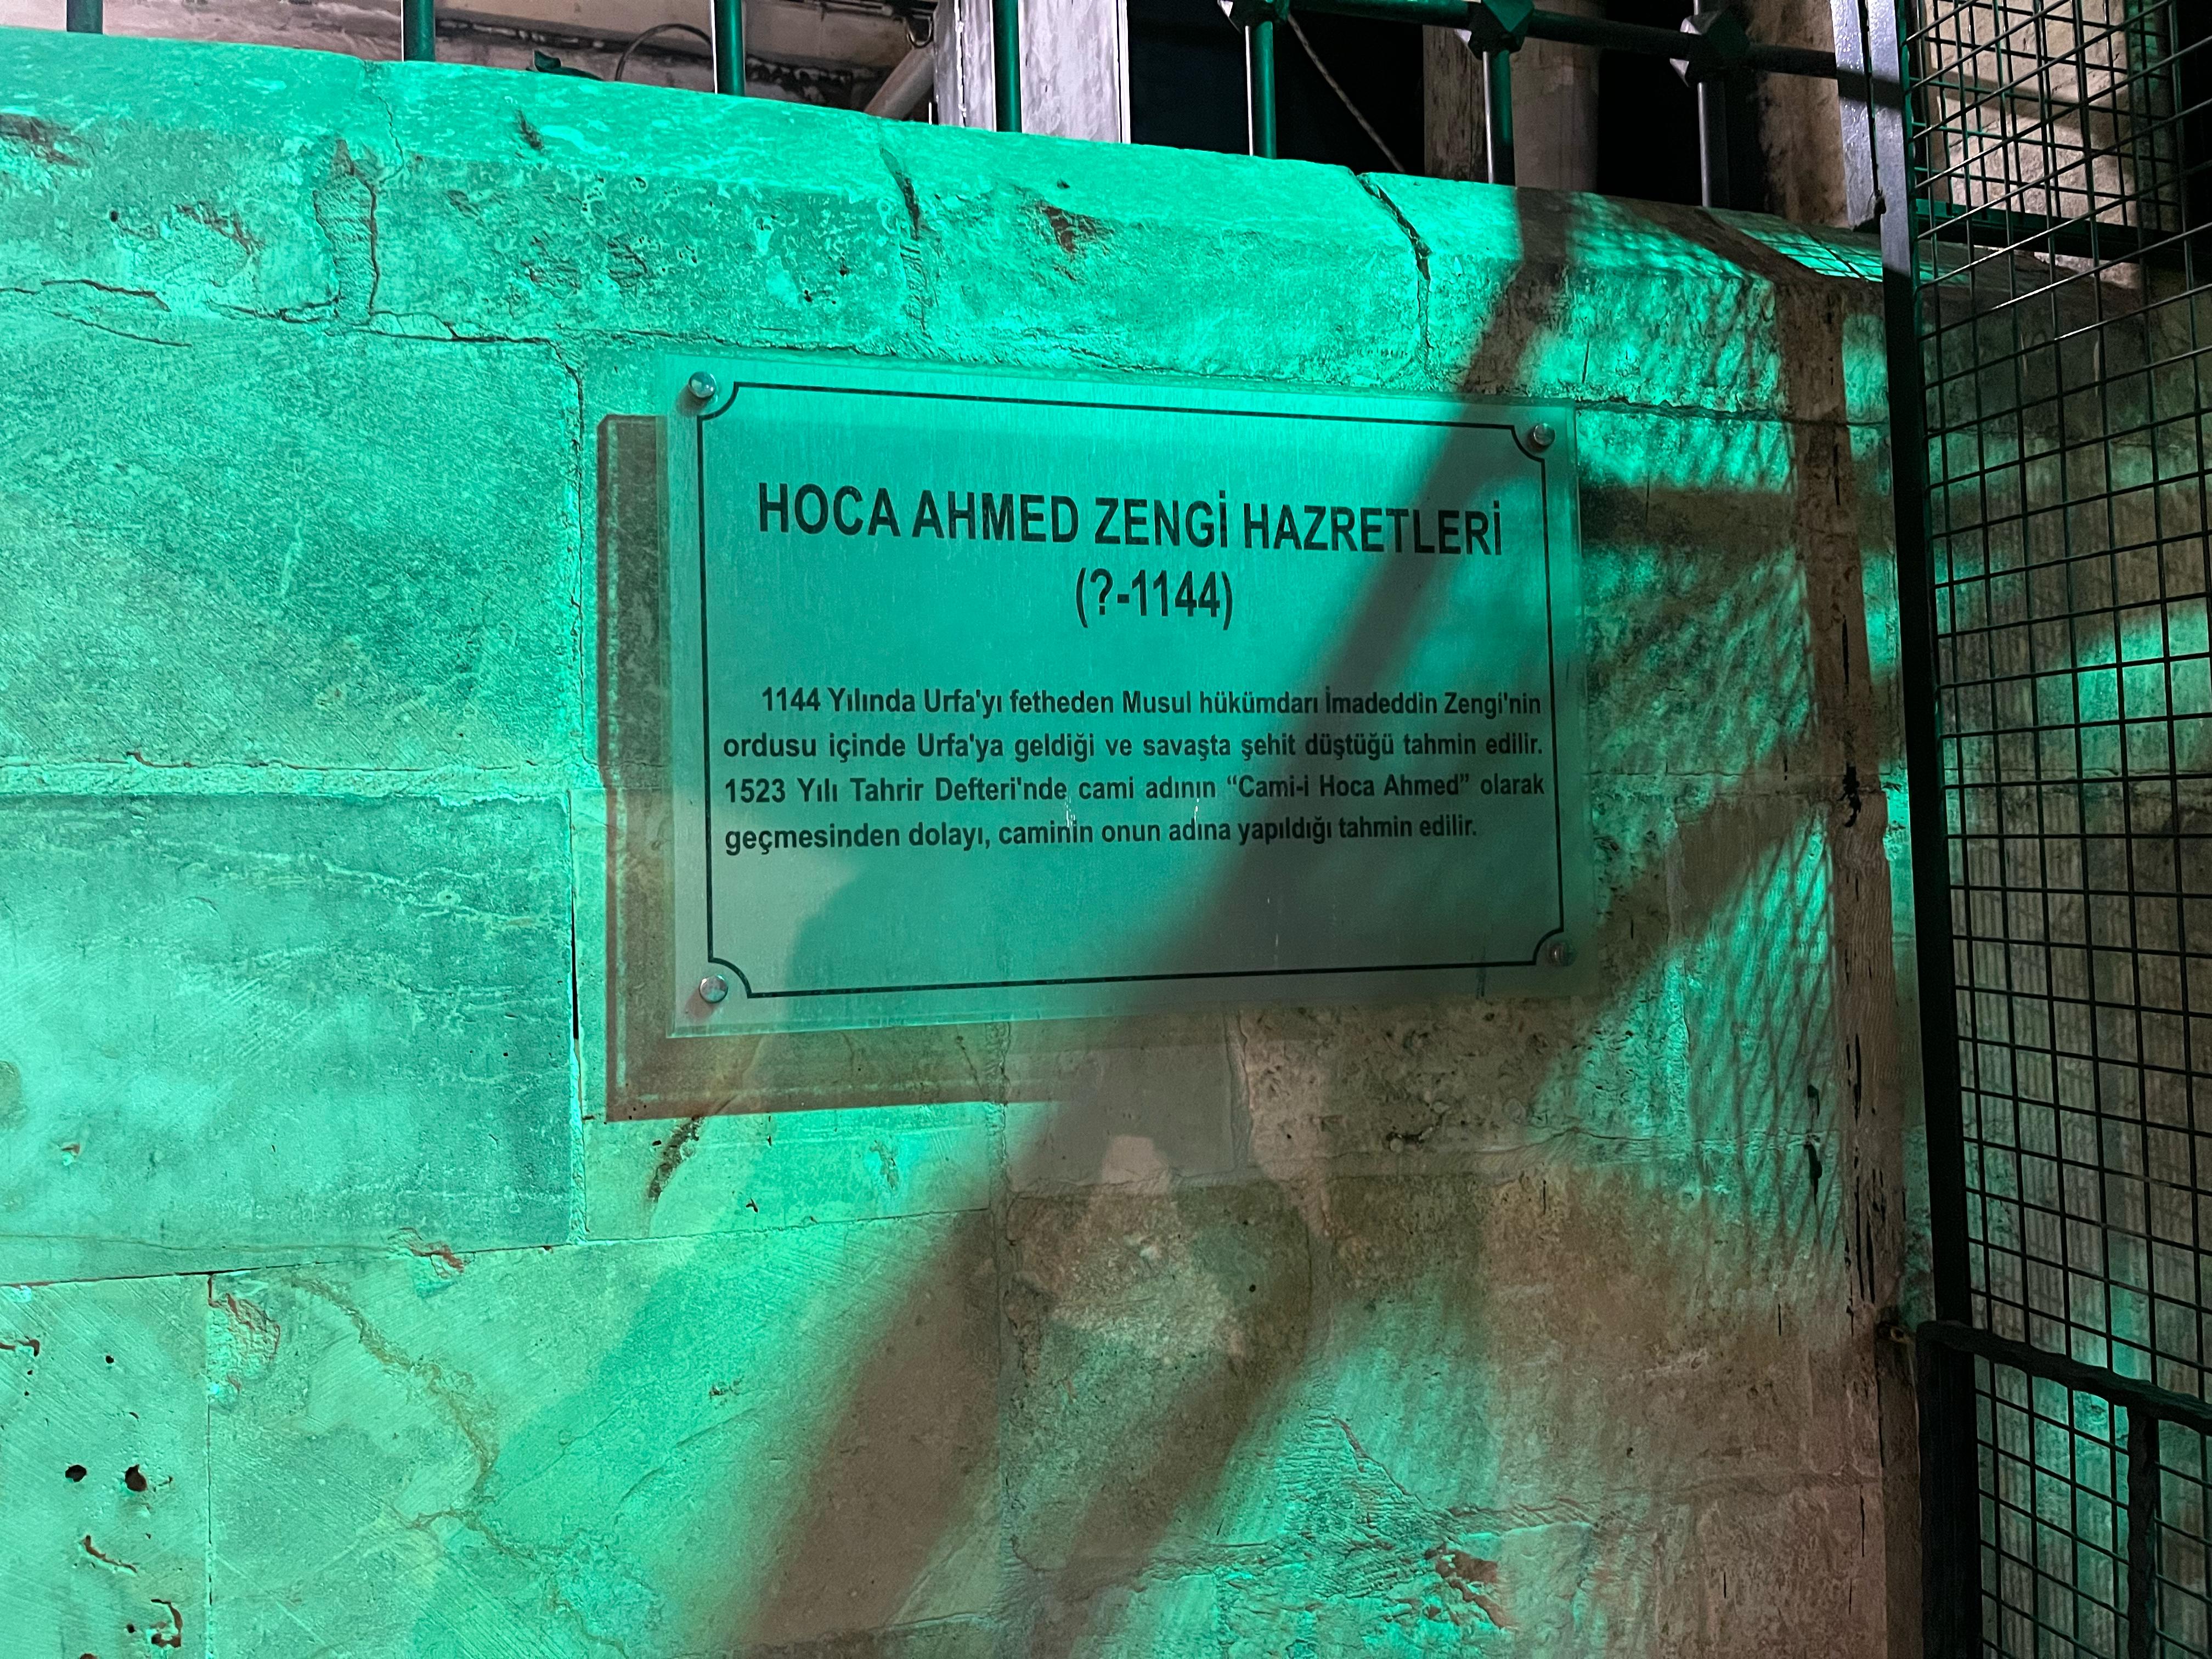 HOCA AHMED ZENGİ HAZRETLERİ
(?-1144)
1144 Yılında Urfa'yı fetheden Musul hükümdarı İmadeddin Zengi'nin
ordusu içinde Urfa'ya geldiği ve savaşta şehit düştüğü tahmin edilir.
1523 Yılı Tahrir Defteri'nde cami adının “Cami-i Hoca Ahmed” olarak
geçmesinden dolayı, caminin onun adına yapıldığı tahmin edilir.